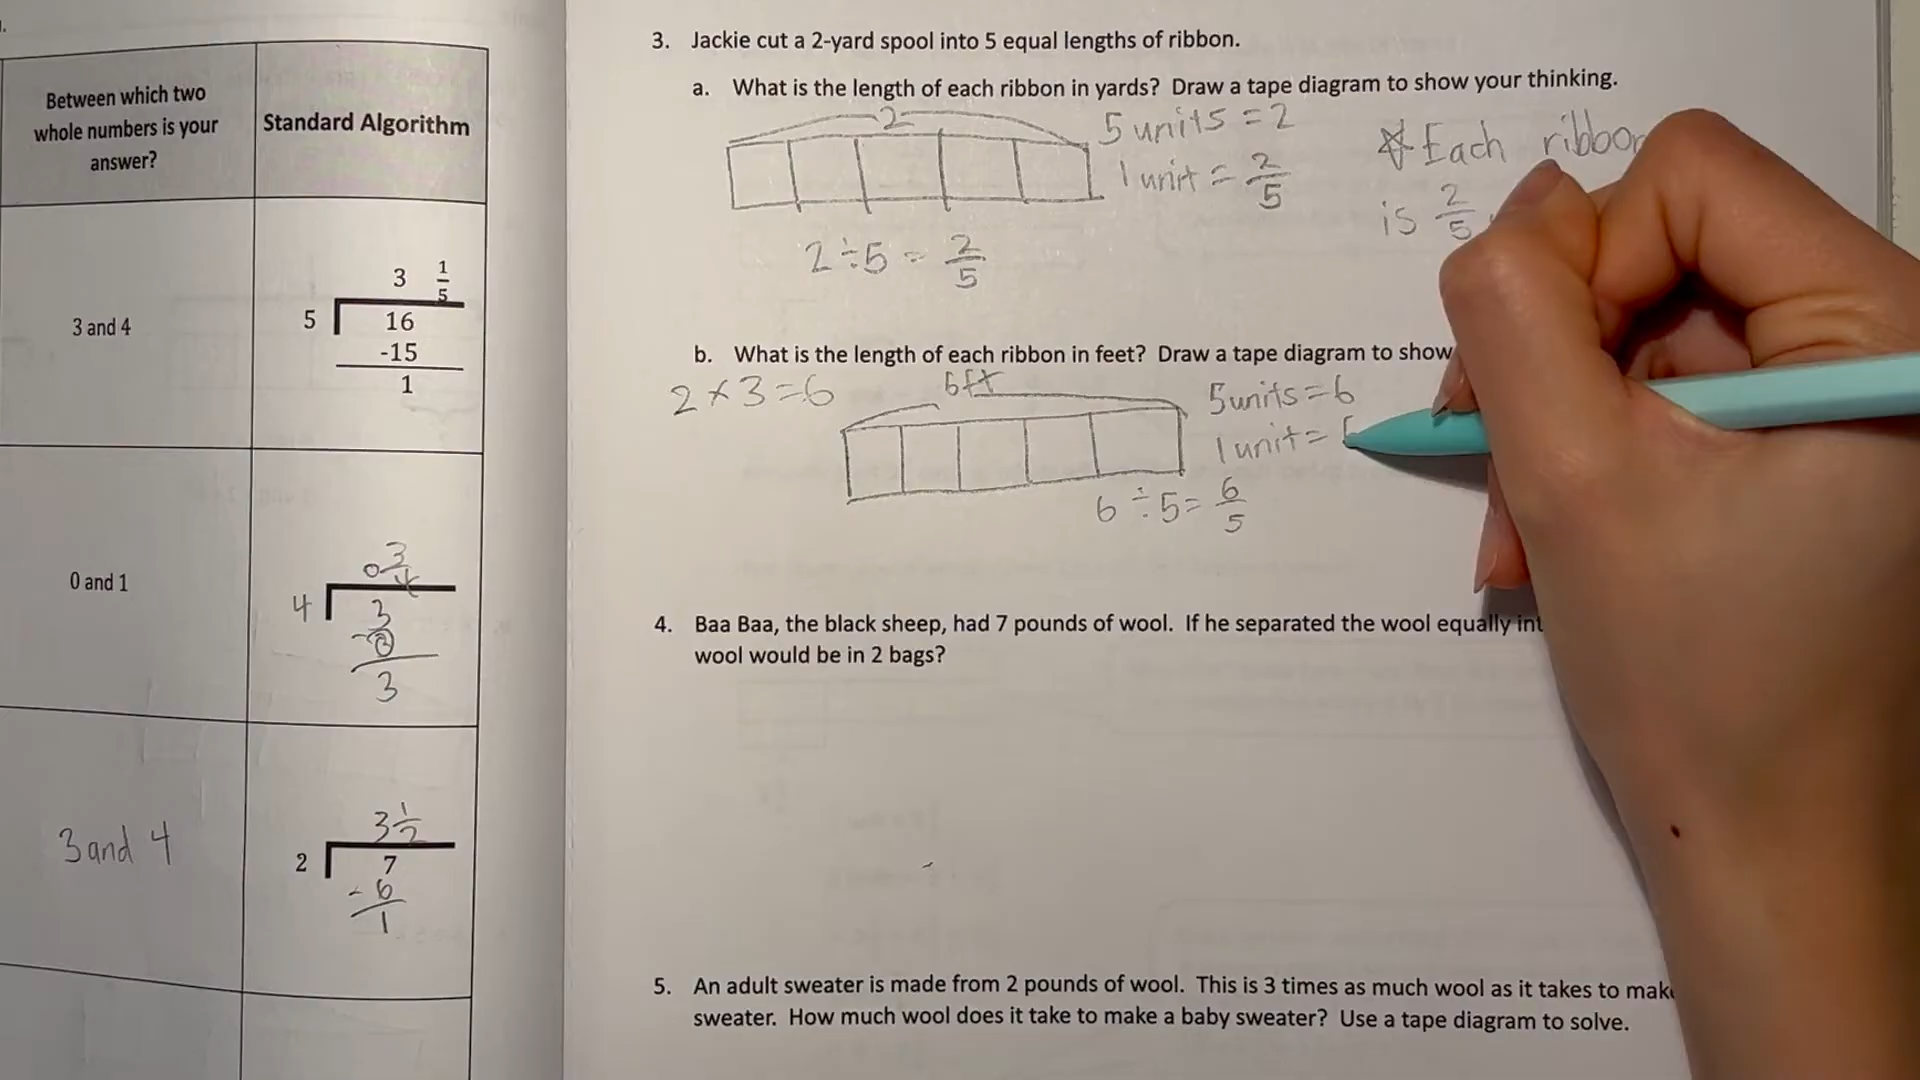 Between which two
whole numbers is your
answer?
Standard Algorithm
3 and 4
3 1/5
5 16
-15
1
0 and 1
0 3/4
4 3
-0
3
3 and 4
3 1/2
2 7
- 6
1
3. Jackie cut a 2-yard spool into 5 equal lengths of ribbon.
a. What is the length of each ribbon in yards? Draw a tape diagram to show your thinking.
2
5 units = 2
1 unit = 2/5
2 ÷ 5 = 2/5
Each ribbon
is 2/5
b. What is the length of each ribbon in feet? Draw a tape diagram to show
2 × 3 = 6
6ft
5 units = 6
1 unit =
6 ÷ 5 = 6/5
4. Baa Baa, the black sheep, had 7 pounds of wool. If he separated the wool equally
wool would be in 2 bags?
5. An adult sweater is made from 2 pounds of wool. This is 3 times as much wool as it takes to
sweater. How much wool does it take to make a baby sweater? Use a tape diagram to solve.